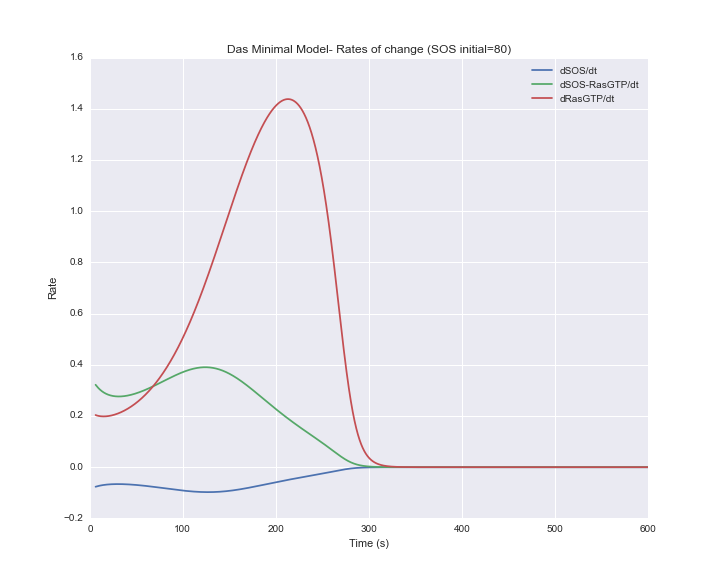 Das Minimal Model- Rates of change (SOS initial=80)
1.6
1.4
1.2
1.0
0.8
0.6
0.4
0.2
0.0
−0.2
Rate
dSOS/dt
dSOS-RasGTP/dt
dRasGTP/dt
0 100 200 300 400 500 600
Time (s)